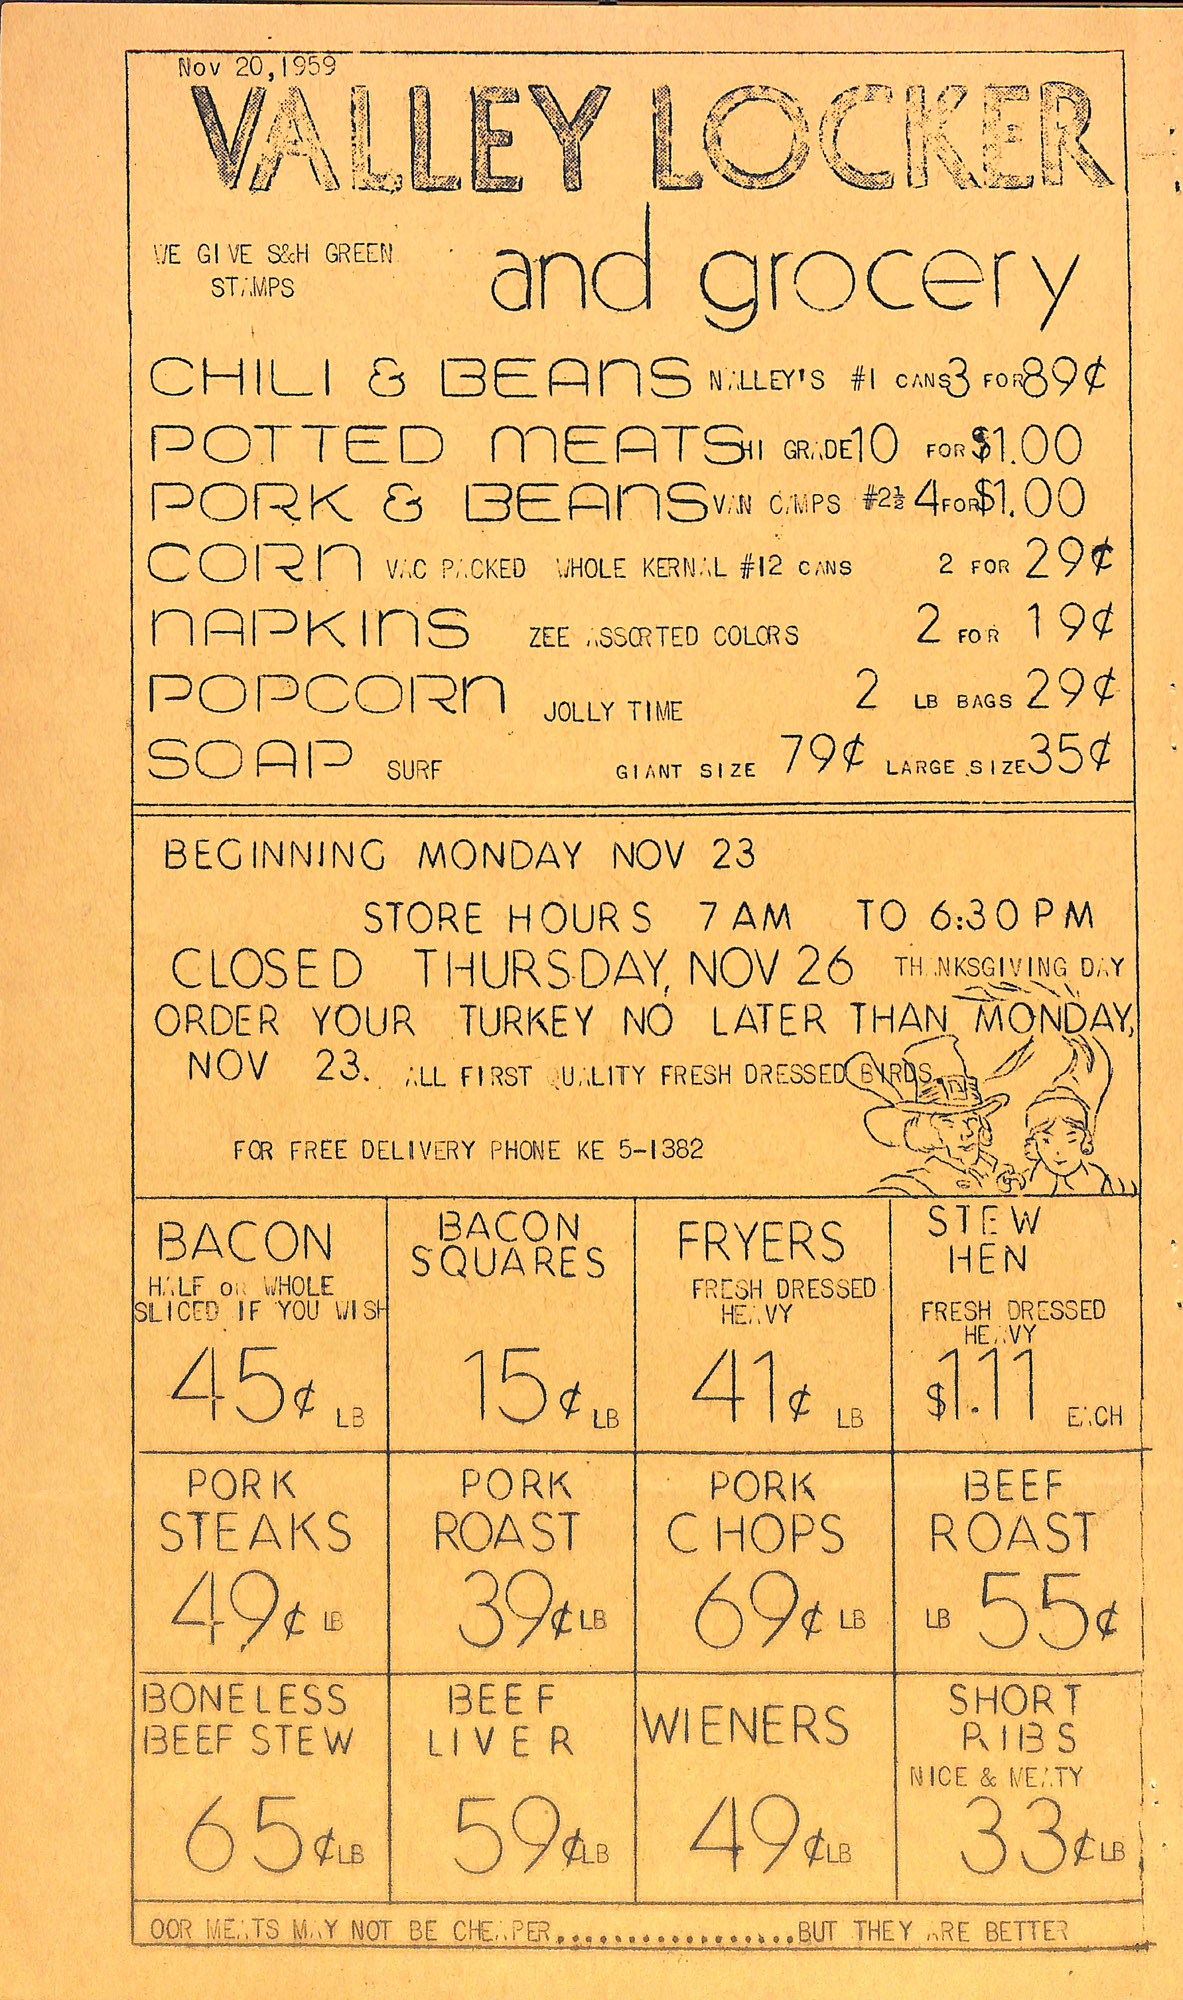 Nov 20,1959
VALLEY LOCKER
and grocery
WE GIVE S&H GREEN
STAMPS
CHILI & BEANS NALLEY'S #1 CANS 3 FOR 89¢
POTTED MEATS HI GRADE 10 FOR $1.00
PORK & BEANS VAN CAMPS #2½ 4 FOR $1.00
CORN VAC PACKED WHOLE KERNAL #12 CANS 2 FOR 29¢
NAPKINS ZEE ASSORTED COLORS 2 FOR 19¢
POPCORN JOLLY TIME 2 LB BAGS 29¢
SOAP SURF GIANT SIZE 79¢ LARGE SIZE 35¢
BEGINNING MONDAY NOV 23
STORE HOURS 7 AM TO 6:30 PM
CLOSED THURSDAY, NOV 26 THANKSGIVING DAY
ORDER YOUR TURKEY NO LATER THAN MONDAY,
NOV 23. ALL FIRST QUALITY FRESH DRESSED BIRDS.
FOR FREE DELIVERY PHONE KE 5-1382
BACON
HALF OR WHOLE
SLICED IF YOU WISH
45¢ LB
BACON
SQUARES
15¢ LB
FRYERS
FRESH DRESSED
HEAVY
41¢ LB
STEW
HEN
FRESH DRESSED
HEAVY
$1.11 EACH
PORK
STEAKS
49¢ LB
PORK
ROAST
39¢ LB
PORK
CHOPS
69¢ LB
BEEF
ROAST
LB 55¢
BONELESS
BEEF STEW
65¢ LB
BEEF
LIVER
59¢ LB
WIENERS
49¢ LB
SHORT
RIBS
NICE & MEATY
33¢ LB
OOR MEATS MAY NOT BE CHEAPER..................BUT THEY ARE BETTER